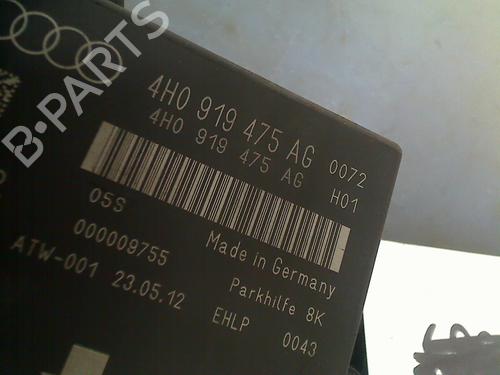 B-PARTS
4H0 919 475 AG 0072
4H0 919 475 AG H01
05S
000009755 Made in Germany
ATW-001 23.05.12 Parkhilfe 8K
EHLP 0043